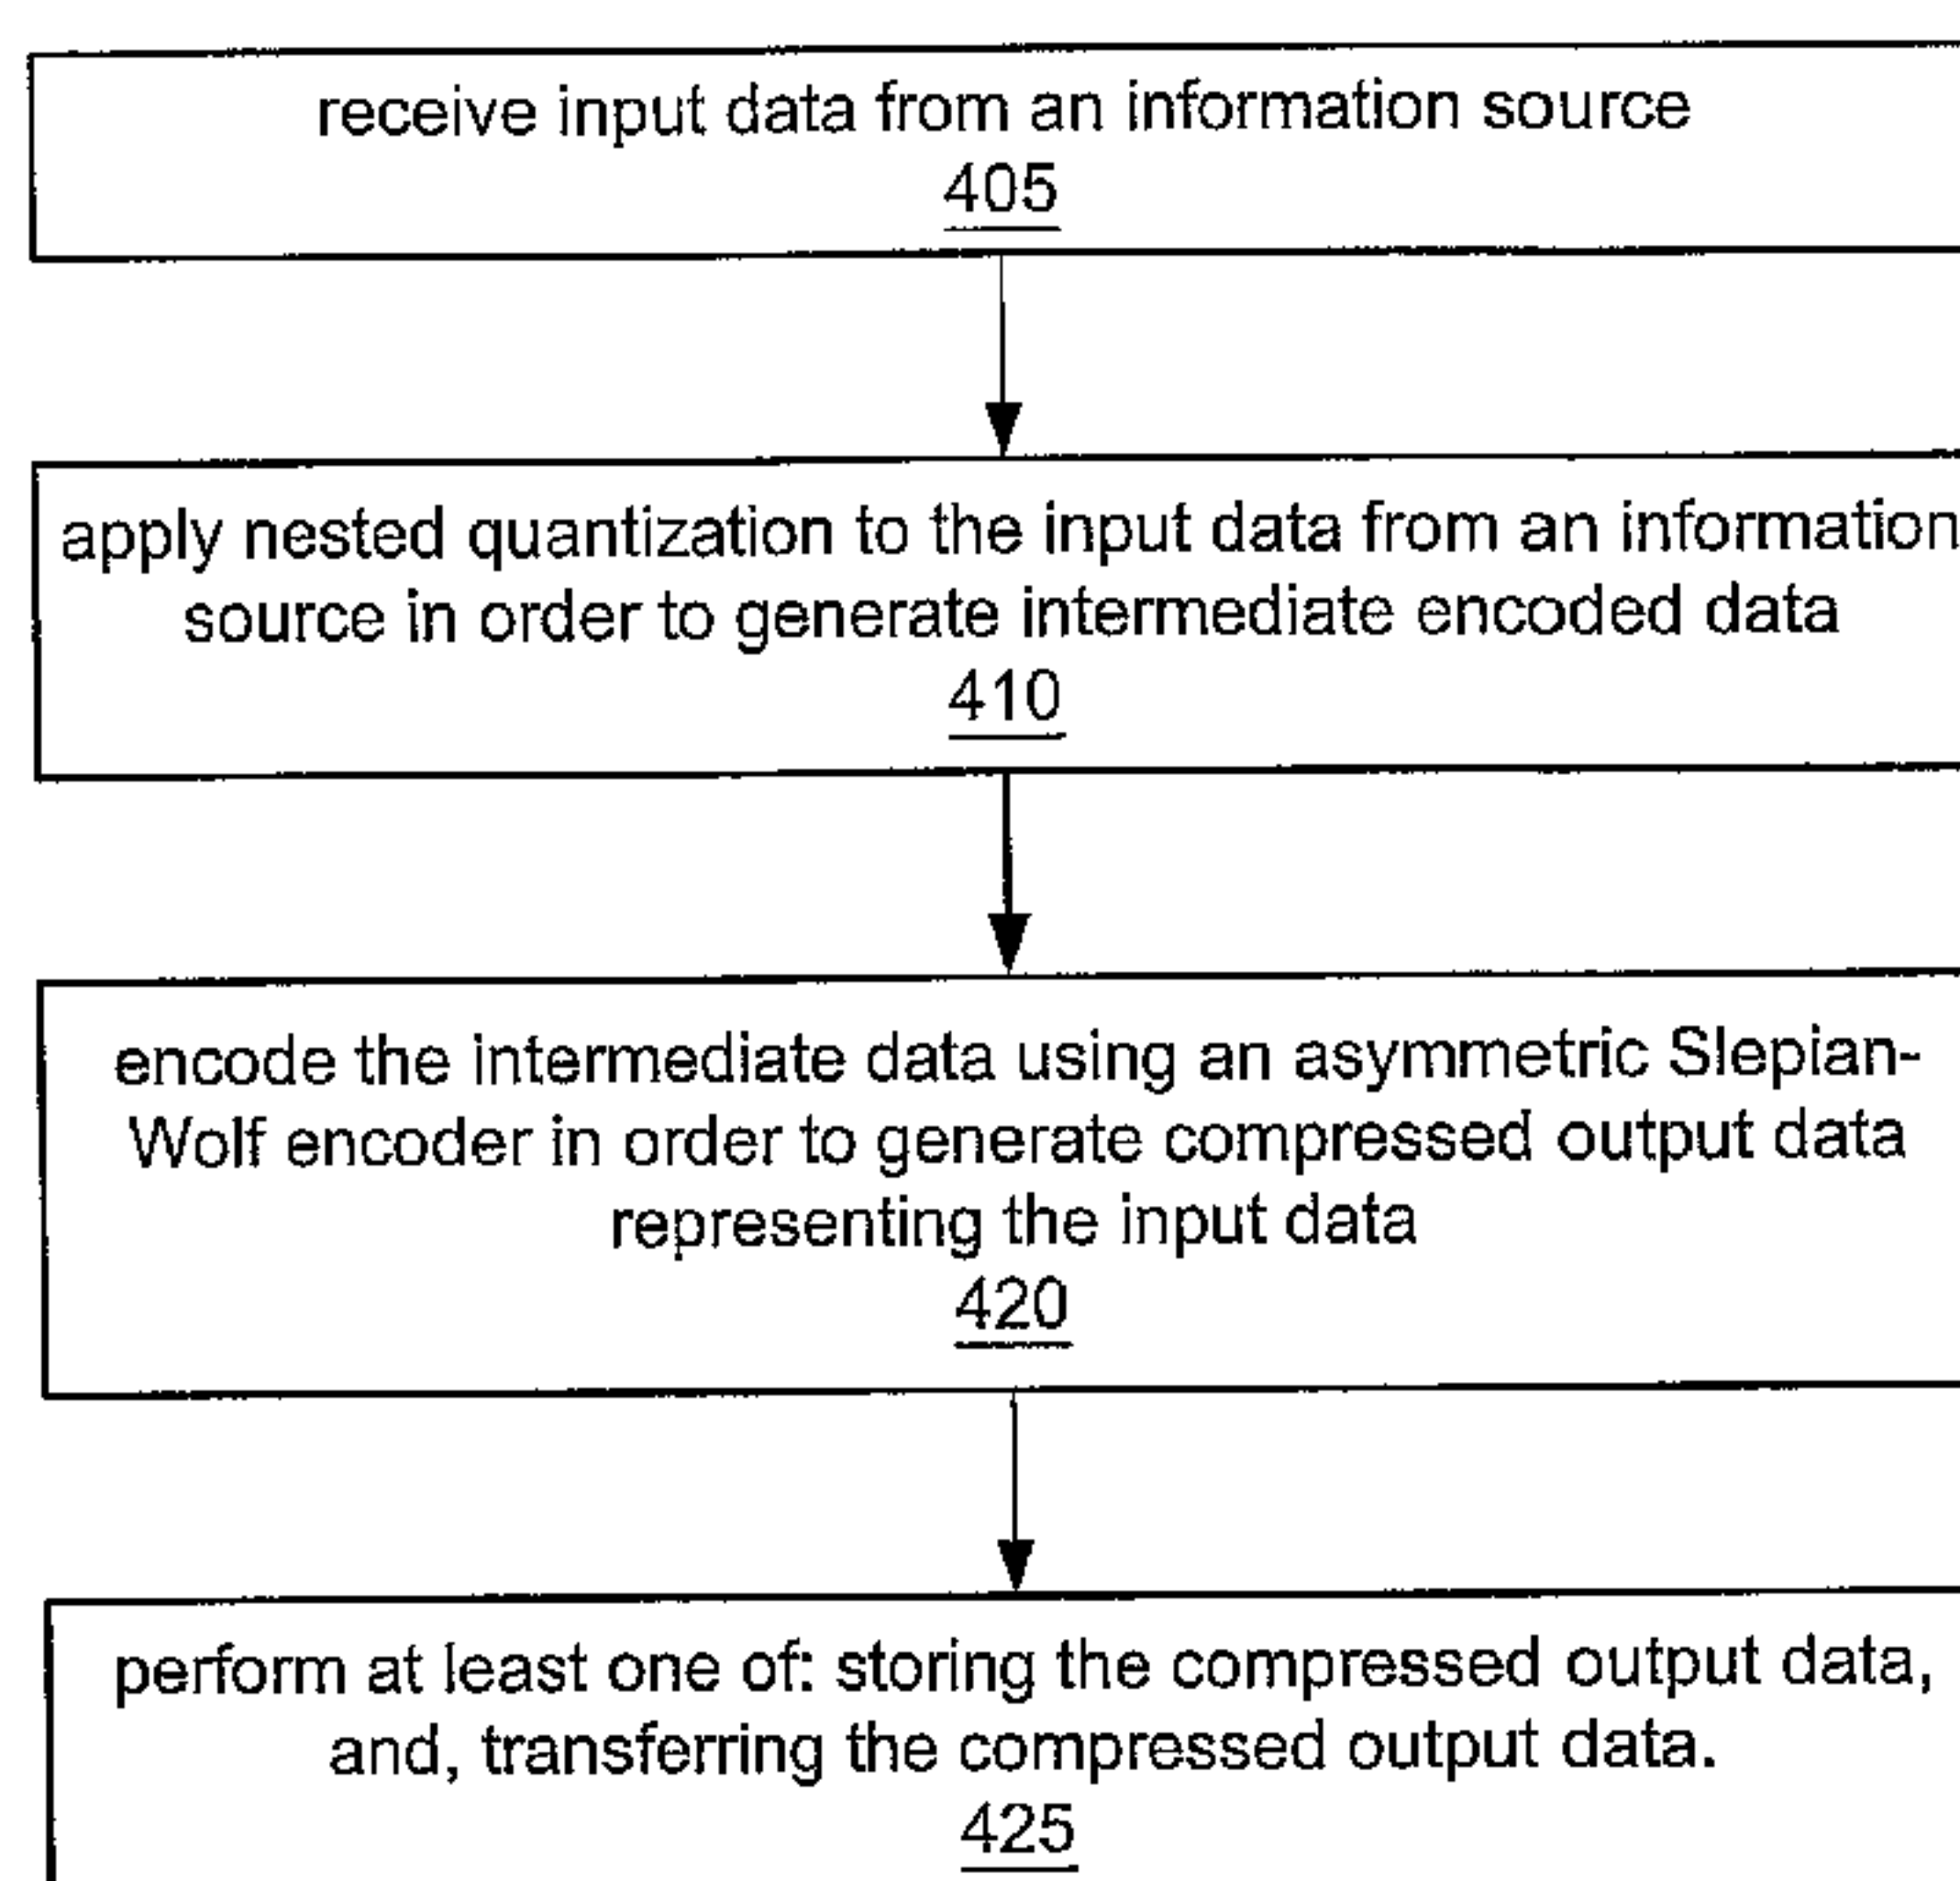 receive input data from an information source
405
apply nested quantization to the input data from an information
source in order to generate intermediate encoded data
410
encode the intermediate data using an asymmetric Slepian-
Wolf encoder in order to generate compressed output data
representing the input data
420
perform at least one of: storing the compressed output data,
and, transferring the compressed output data.
425